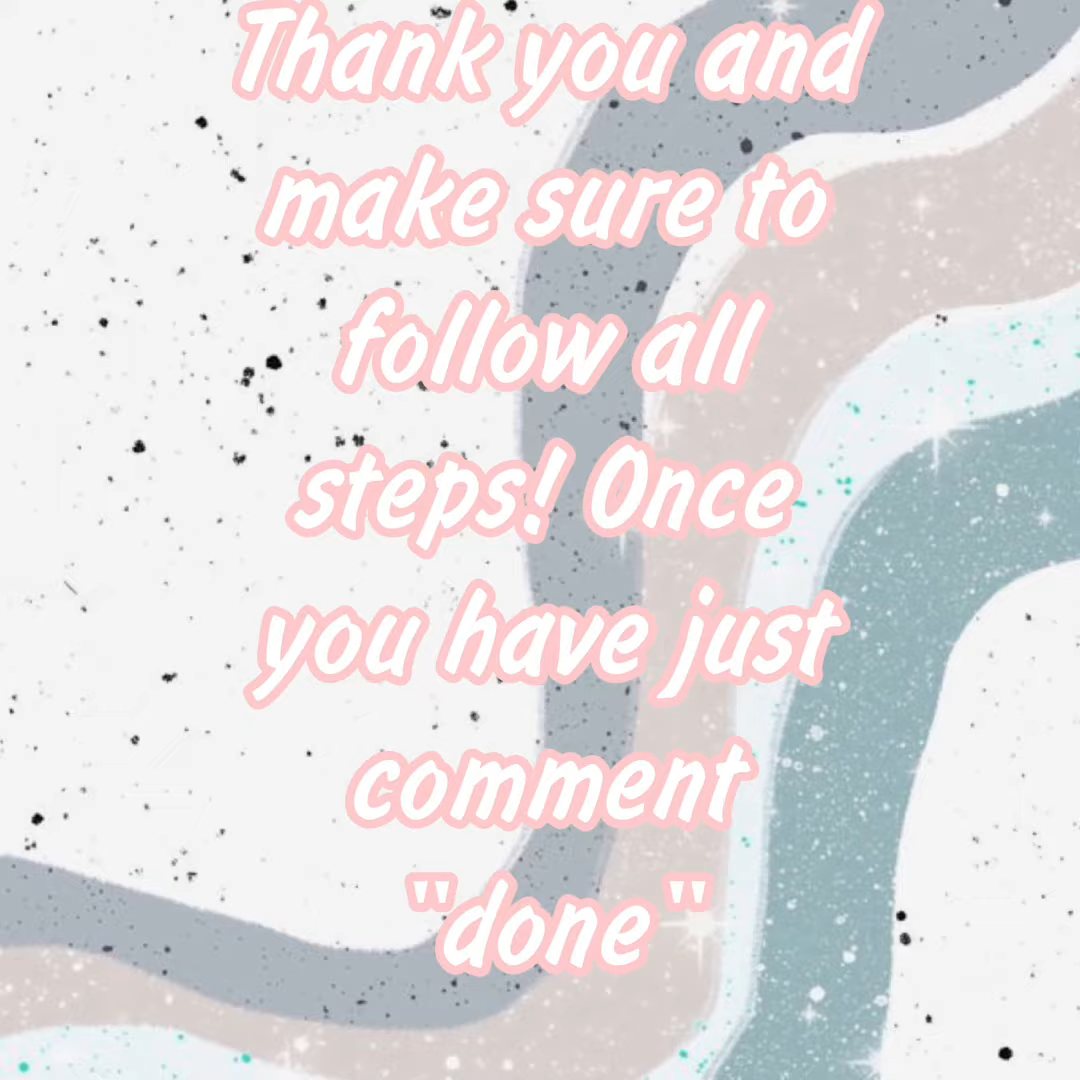 Thank you and
make sure to
follow all
steps! Once
you have just
comment
"done"